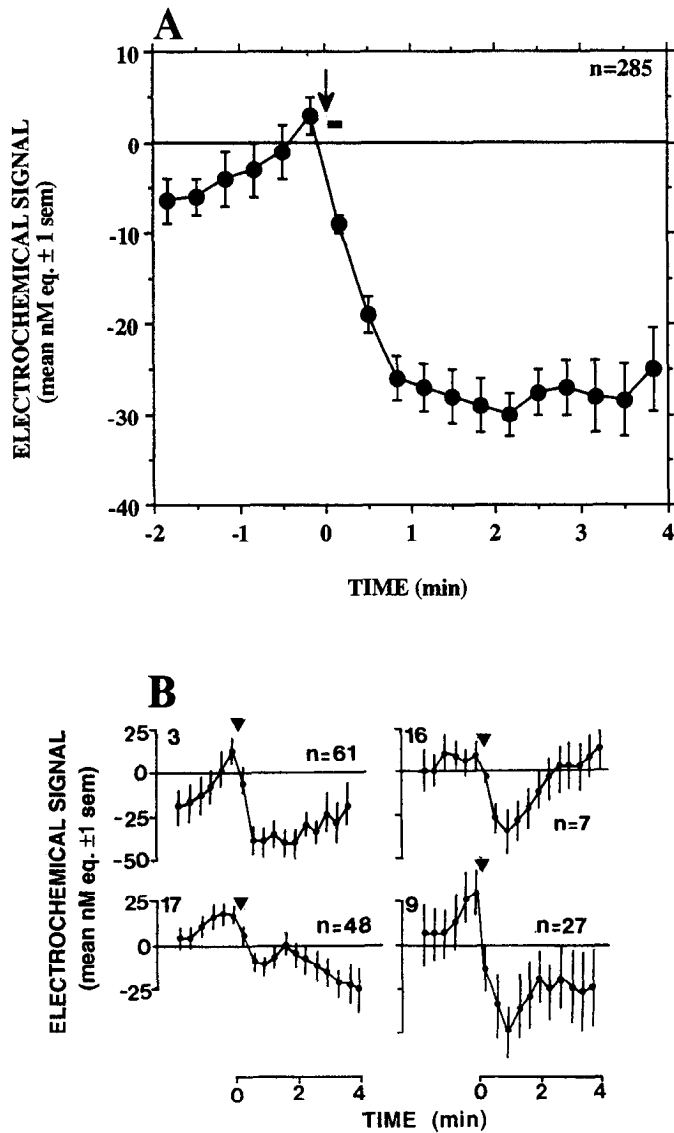 A
ELECTROCHEMICAL SIGNAL
(mean nM eq. ± 1 sem)
10
0
-10
-20
-30
-40
n=285
-2
-1
0
1
2
3
4
TIME (min)
B
ELECTROCHEMICAL SIGNAL
(mean nM eq. ±1 sem)
25
0
-25
-50
3
n=61
16
n=7
25
0
-25
17
n=48
9
n=27
0
2
4
0
2
4
TIME (min)